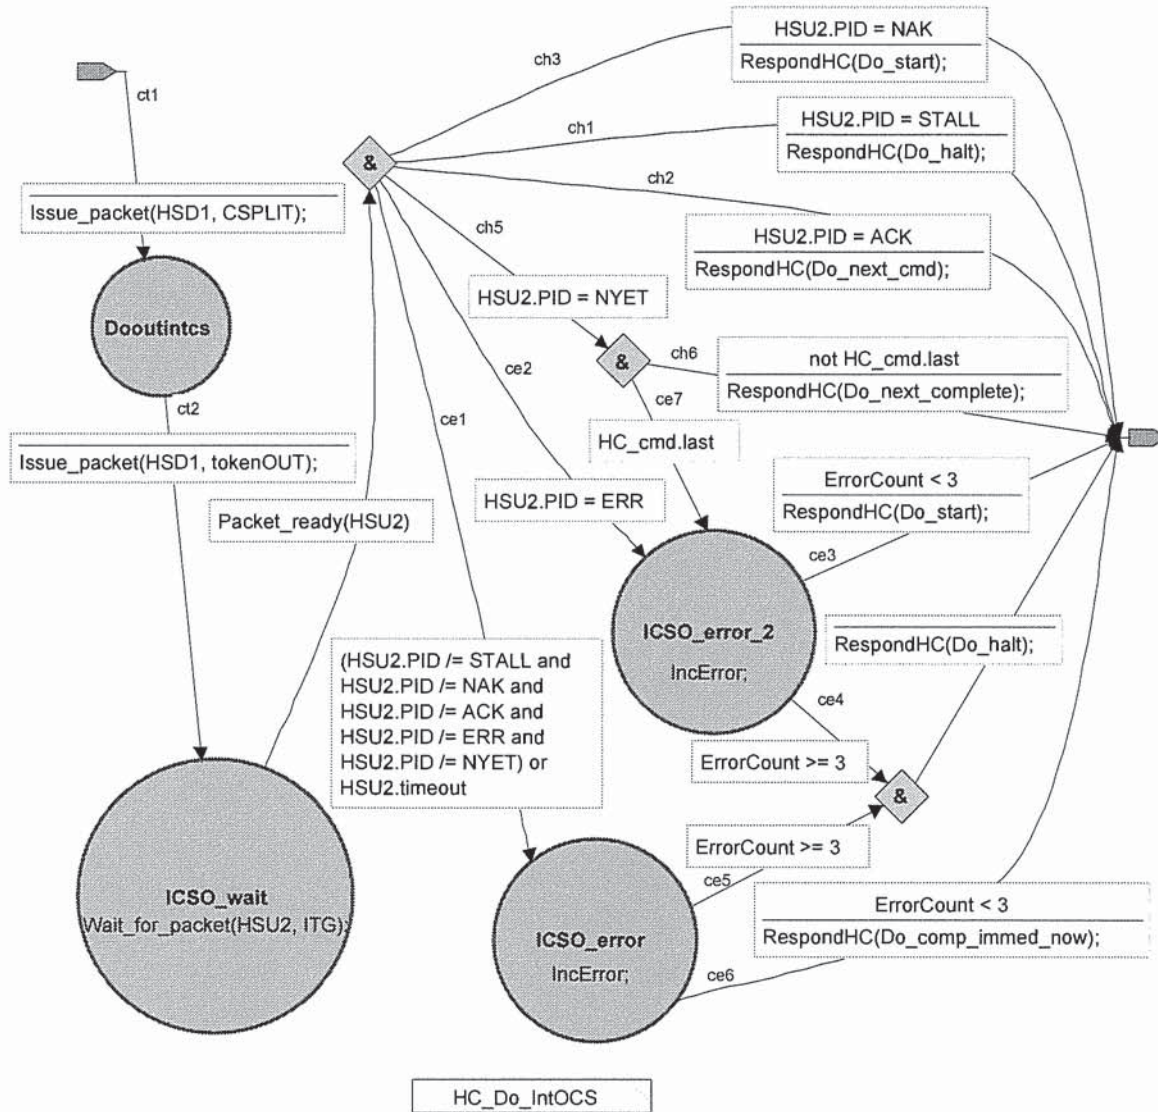 HSU2.PID = NAK
RespondHC(Do_start);
ch3
ct1
HSU2.PID = STALL
ch1
RespondHC(Do_halt);
&
ch2
Issue_packet(HSD1, CSPLIT);
ch5
HSU2.PID = ACK
RespondHC(Do_next_cmd);
HSU2.PID = NYET
Dooutintcs
&
ch6
not HC_cmd.last
RespondHC(Do_next_complete);
ce2
ce7
ct2
ce1
HC_cmd.last
Issue_packet(HSD1, tokenOUT);
ErrorCount < 3
RespondHC(Do_start);
HSU2.PID = ERR
Packet_ready(HSU2)
ce3
ICSO_error_2
IncError;
RespondHC(Do_halt);
(HSU2.PID /= STALL and
HSU2.PID /= NAK and
HSU2.PID /= ACK and
HSU2.PID /= ERR and
HSU2.PID /= NYET) or
HSU2.timeout
ce4
ErrorCount >= 3
&
ErrorCount >= 3
ce5
ICSO_wait
Wait_for_packet(HSU2, ITG);
ErrorCount < 3
RespondHC(Do_comp_immed_now);
ICSO_error
IncError;
ce6
HC_Do_IntOCS